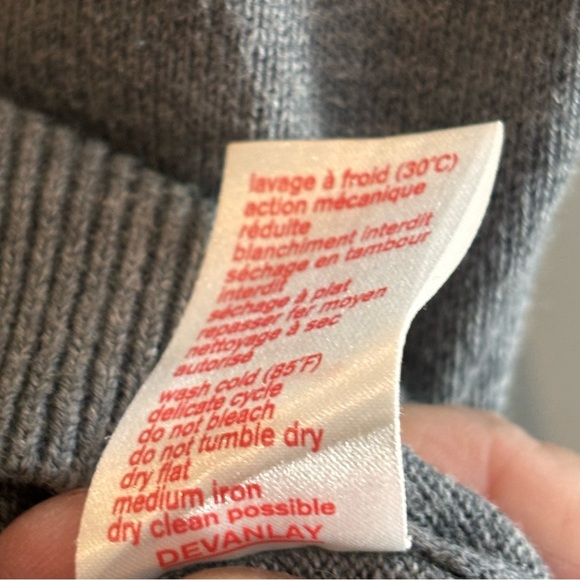 lavage à froid (30°C)
action mécanique
réduite
blanchiment interdit
séchage en tambour
interdit
séchage à plat
repasser fer moyen
nettoyage à sec
autorisé
wash cold (85°F)
delicate cycle
do not bleach
do not tumble dry
dry flat
medium iron
dry clean possible
DEVANLAY